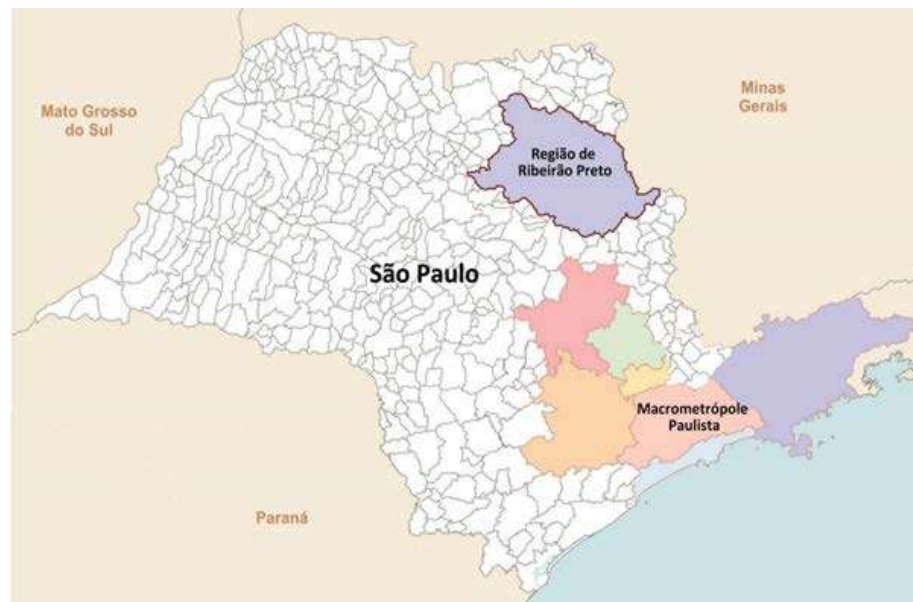 Mato Grosso
do Sul
Minas
Gerais
Região de
Ribeirão Preto
São Paulo
Macrometrópole
Paulista
Paraná